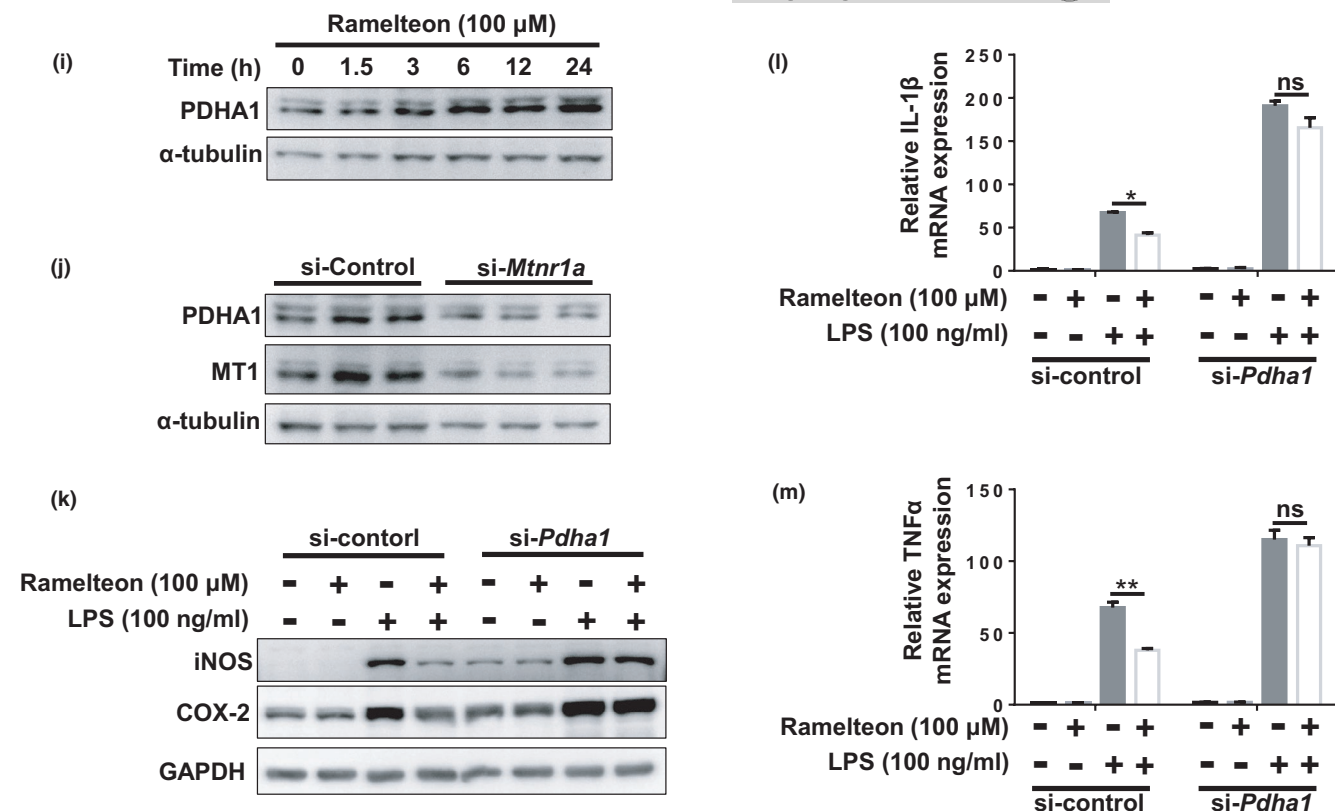 (i)
Ramelteon (100 μM)
Time (h) 0 1.5 3 6 12 24
PDHA1
α-tubulin
(j)
si-Control si-Mtnr1a
PDHA1
MT1
α-tubulin
(k)
si-contorl si-Pdha1
Ramelteon (100 μM) - + - + - + - +
LPS (100 ng/ml) - - + + - - + +
iNOS
COX-2
GAPDH
(l)
Relative IL-1β
mRNA expression
250
200
150
100
50
0
* ns
Ramelteon (100 μM) - + - + - + - +
LPS (100 ng/ml) - - + + - - + +
si-control si-Pdha1
(m)
Relative TNFα
mRNA expression
150
100
50
0
** ns
Ramelteon (100 μM) - + - + - + - +
LPS (100 ng/ml) - - + + - - + +
si-control si-Pdha1